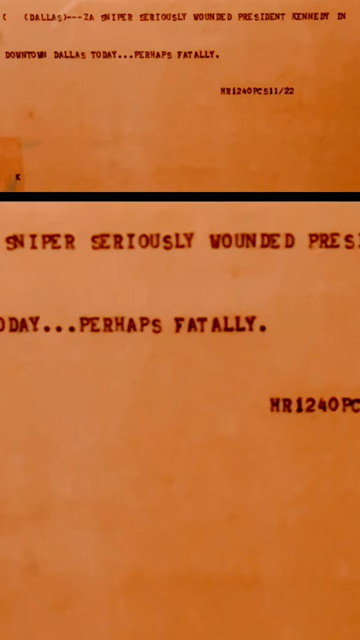 ( (DALLAS)---ZA SNIPER SERIOUSLY WOUNDED PRESIDENT KENNEDY IN
DOWNTOWN DALLAS TODAY...PERHAPS FATALLY.
HR1240PCS11/22
K
SNIPER SERIOUSLY WOUNDED PRES
ODAY...PERHAPS FATALLY.
HR1240PC